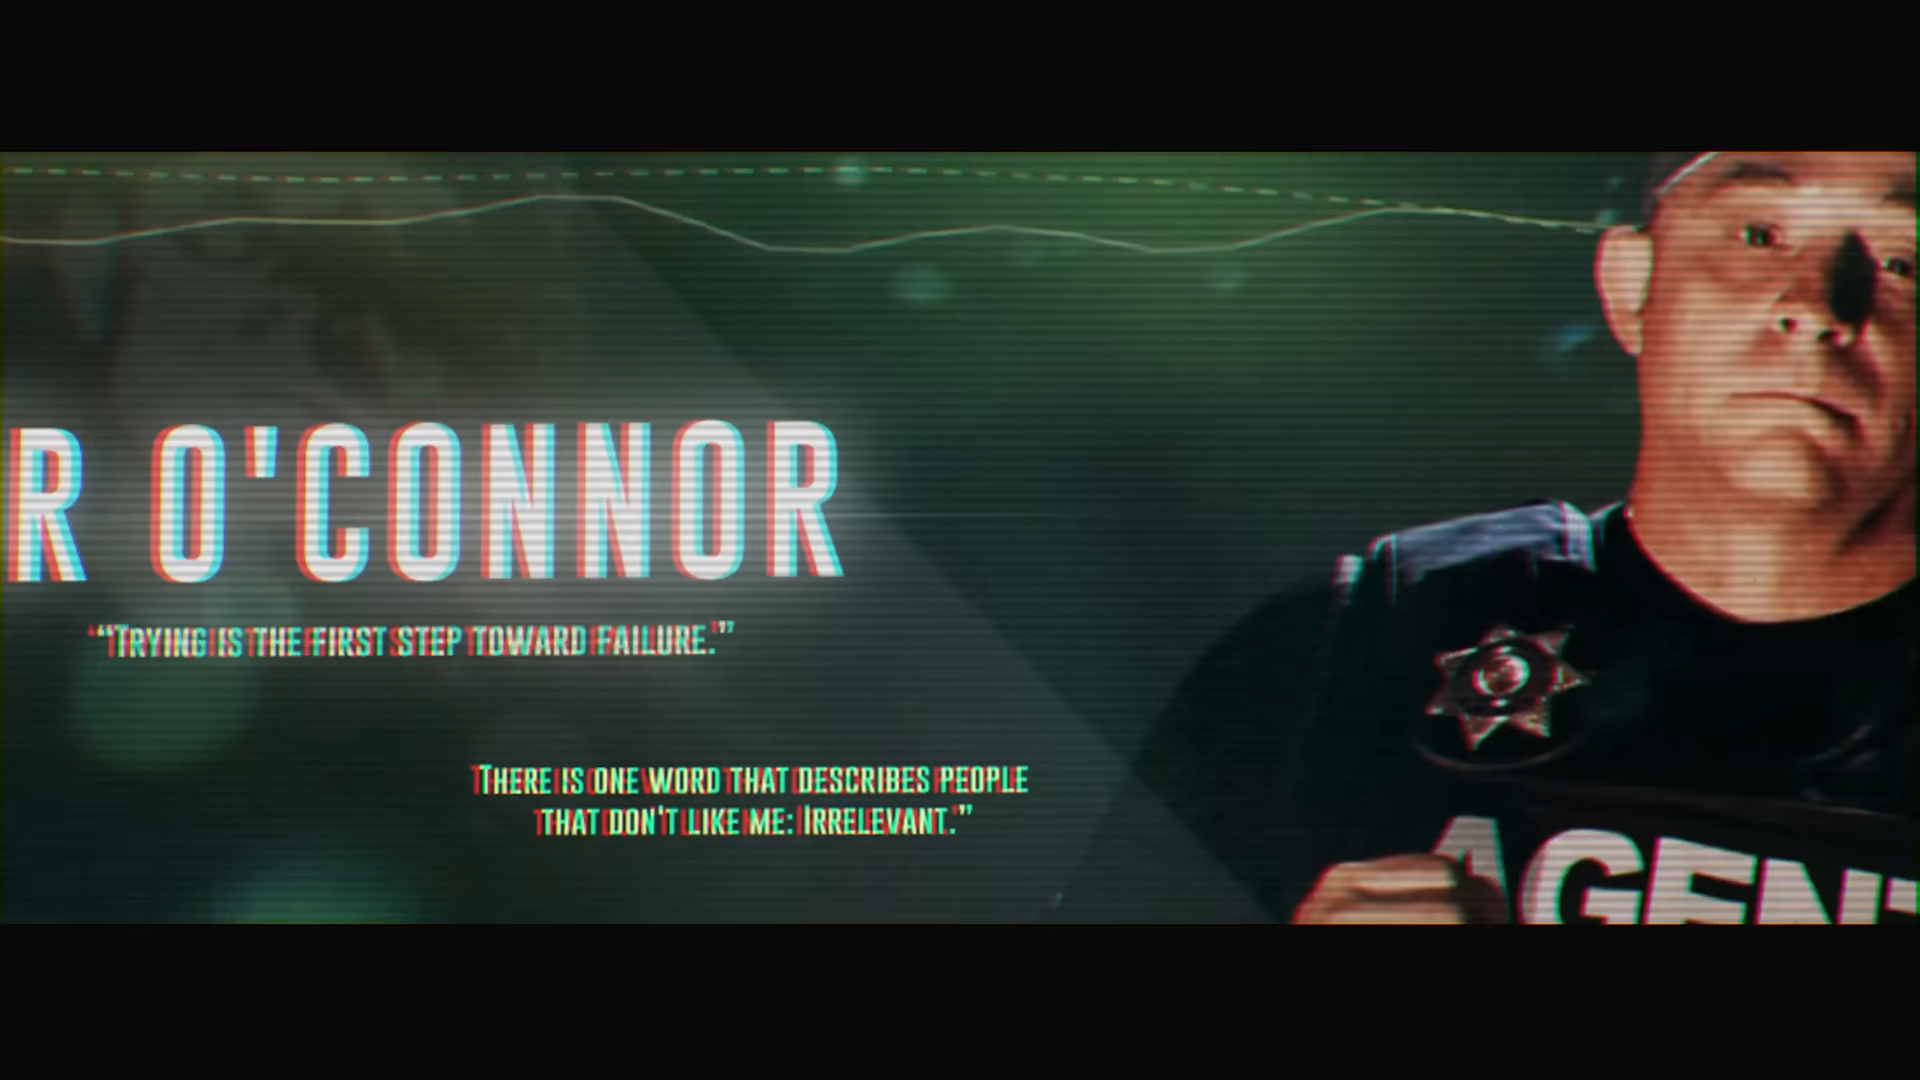 R O'CONNOR
“Trying is the first step toward failure.”
There is one word that describes people
that don't like me: Irrelevant.”
AGENT